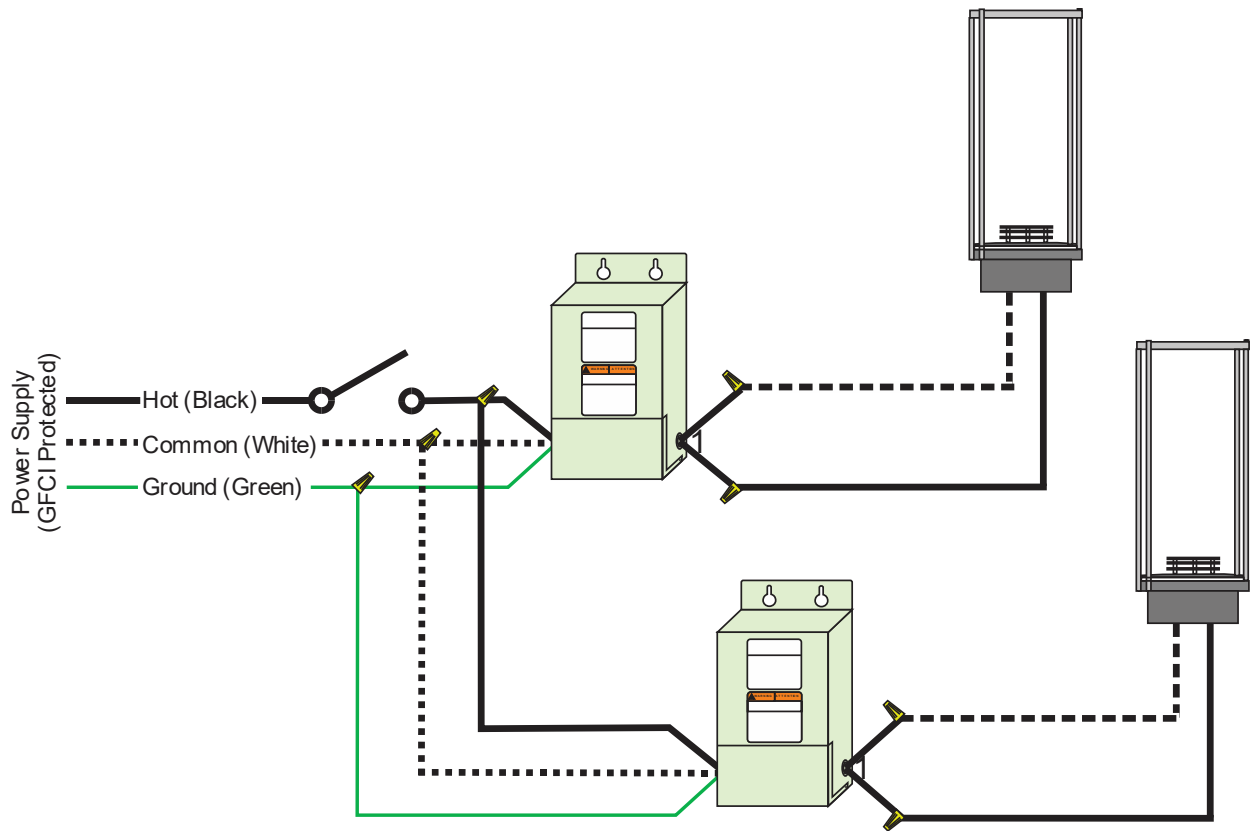 Power Supply
(GFCI Protected)
Hot (Black)
Common (White)
Ground (Green)